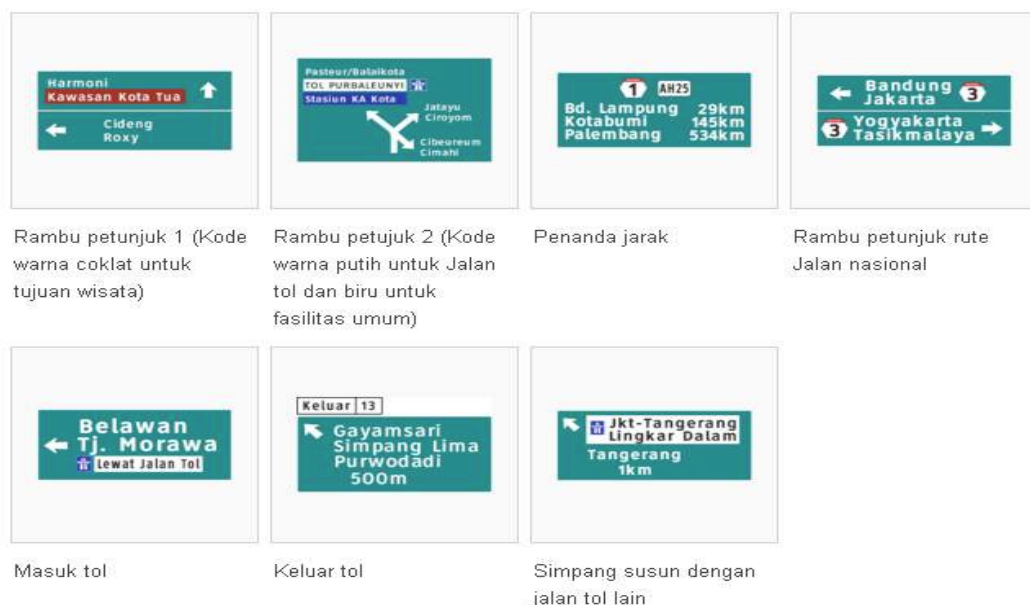 Harmoni
Kawasan Kota Tua
Cideng
Roxy
Pasteur/Balaikota
TOL PURBALEUNYI
Stasiun KA Kota
Jatayu
Ciroyom
Cibeureum
Cimahi
1 AH25
Bd. Lampung 29km
Kotabumi 145km
Palembang 534km
Bandung 3
Jakarta
3 Yogyakarta
Tasikmalaya
Rambu petunjuk 1 (Kode
warna coklat untuk
tujuan wisata)
Rambu petujuk 2 (Kode
warna putih untuk Jalan
tol dan biru untuk
fasilitas umum)
Penanda jarak
Rambu petunjuk rute
Jalan nasional
Belawan
Tj. Morawa
Lewat Jalan Tol
Keluar 13
Gayamsari
Simpang Lima
Purwodadi
500m
Jkt-Tangerang
Lingkar Dalam
Tangerang
1km
Masuk tol
Keluar tol
Simpang susun dengan
jalan tol lain